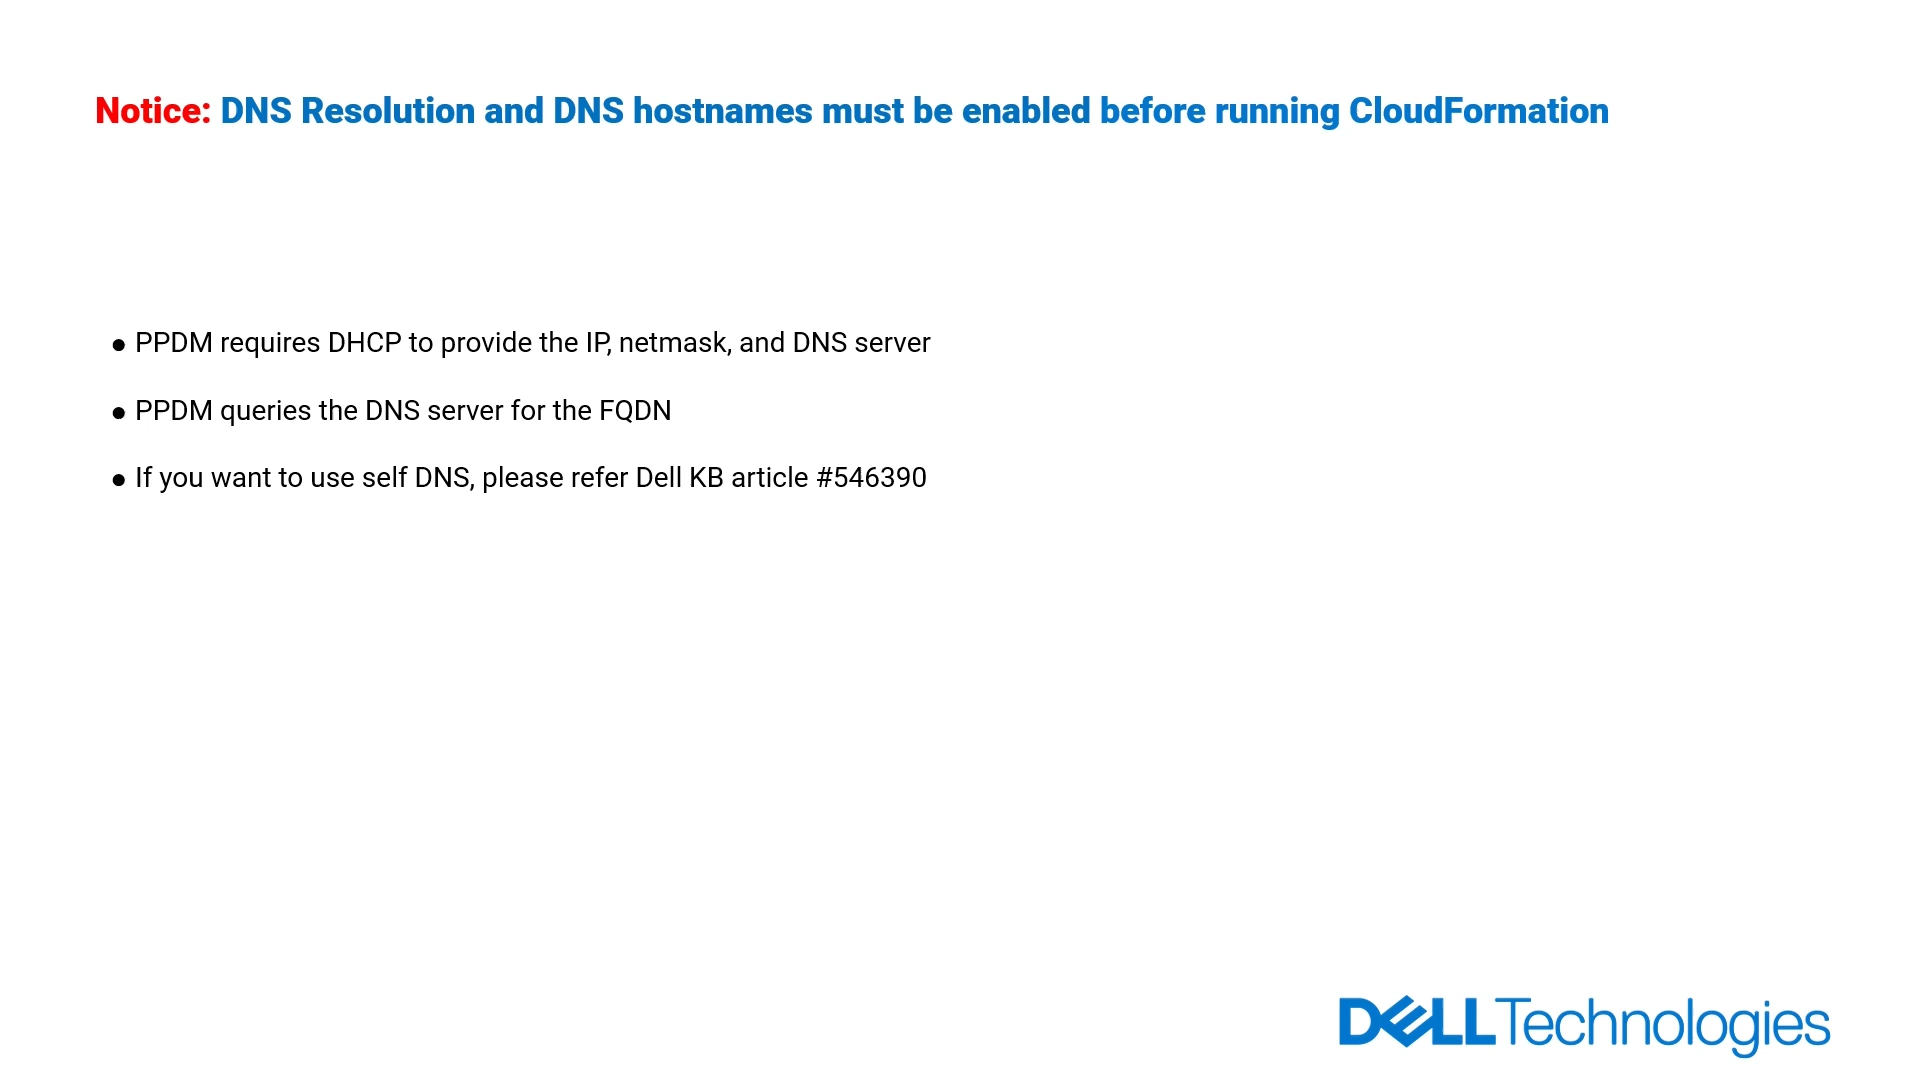 Notice: DNS Resolution and DNS hostnames must be enabled before running CloudFormation
● PPDM requires DHCP to provide the IP, netmask, and DNS server
● PPDM queries the DNS server for the FQDN
● If you want to use self DNS, please refer Dell KB article #546390
DELL Technologies